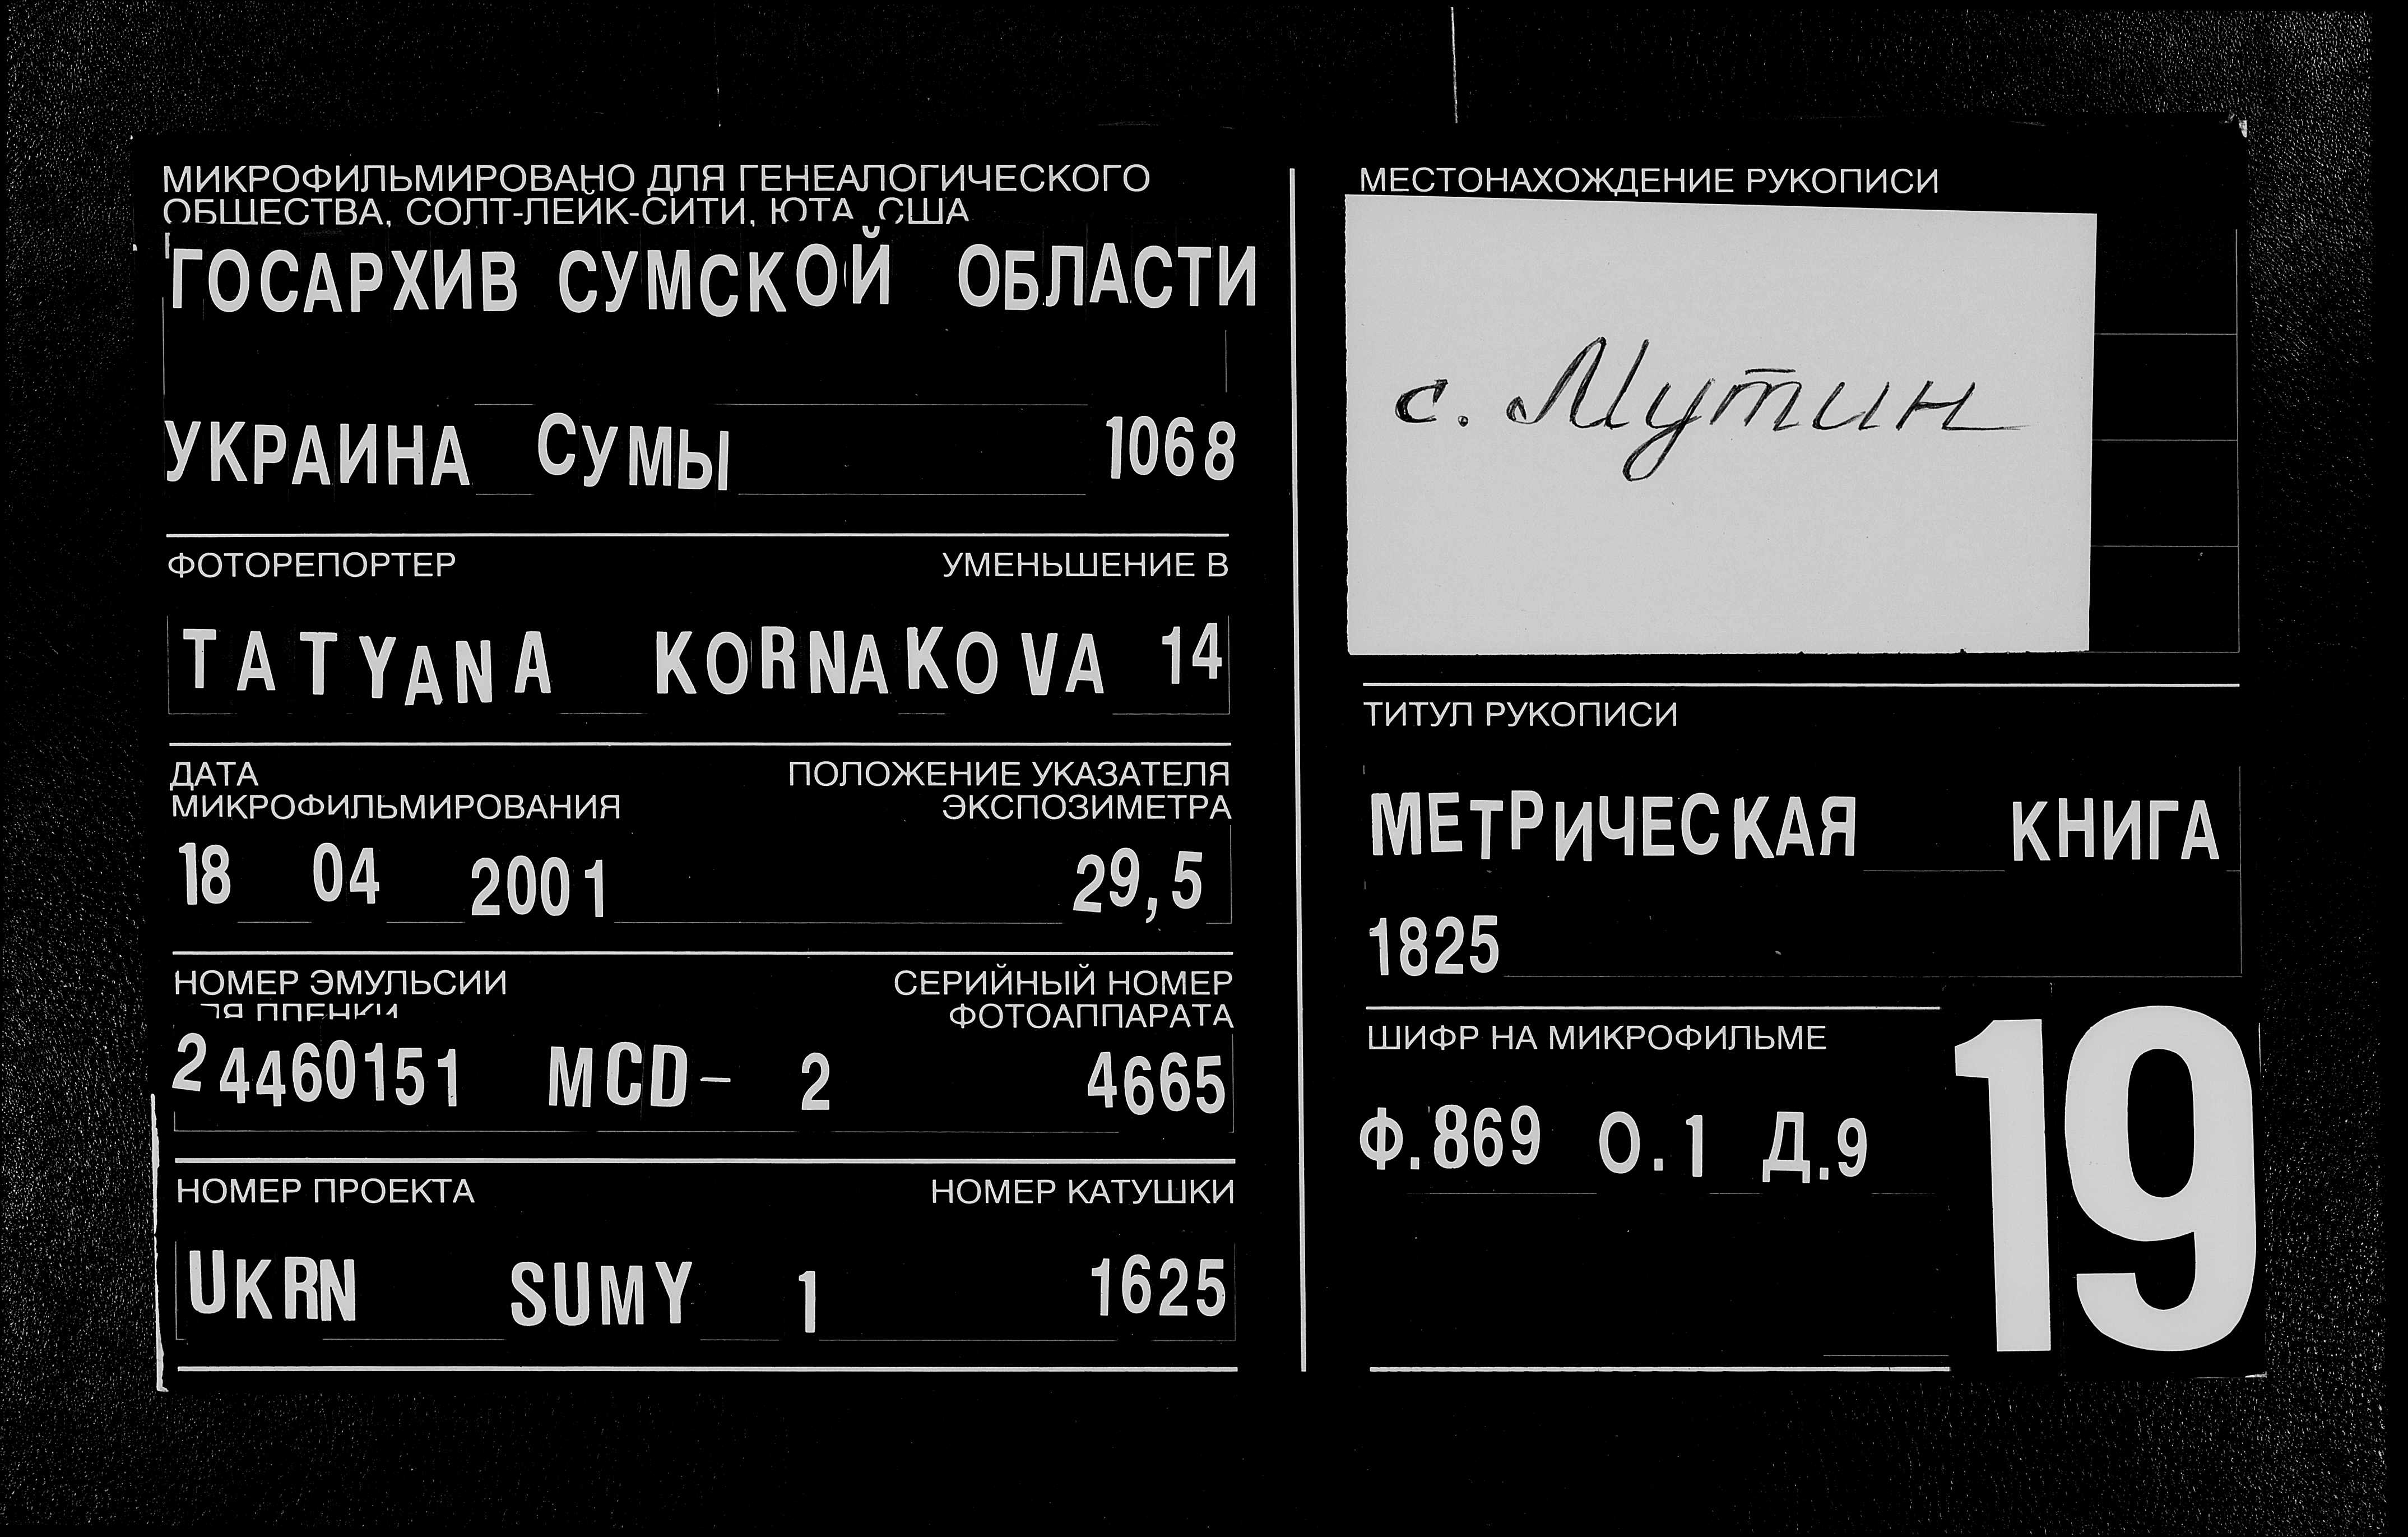 МИКРОФИЛЬМИРОВАНО ДЛЯ ГЕНЕАЛОГИЧЕСКОГО
ОБЩЕСТВА, СОЛТ-ЛЕЙК-СИТИ, ЮТА, США
ГОСАРХИВ СУМСКОЙ ОБЛАСТИ
УКРАИНА СУМЫ 1068
ФОТОРЕПОРТЕР УМЕНЬШЕНИЕ В
TATYANA KORNAKOVA 14
ДАТА ПОЛОЖЕНИЕ УКАЗАТЕЛЯ
МИКРОФИЛЬМИРОВАНИЯ ЭКСПОЗИМЕТРА
18 04 2001 29,5
НОМЕР ЭМУЛЬСИИ СЕРИЙНЫЙ НОМЕР
ПЛЕНКИ ФОТОАППАРАТА
24460151 MCD- 2 4665
НОМЕР ПРОЕКТА НОМЕР КАТУШКИ
UKRN SUMY 1 1625
МЕСТОНАХОЖДЕНИЕ РУКОПИСИ
с. Мутин
ТИТУЛ РУКОПИСИ
МЕТРИЧЕСКАЯ КНИГА
1825
ШИФР НА МИКРОФИЛЬМЕ
Ф.869 О.1 Д.9
19